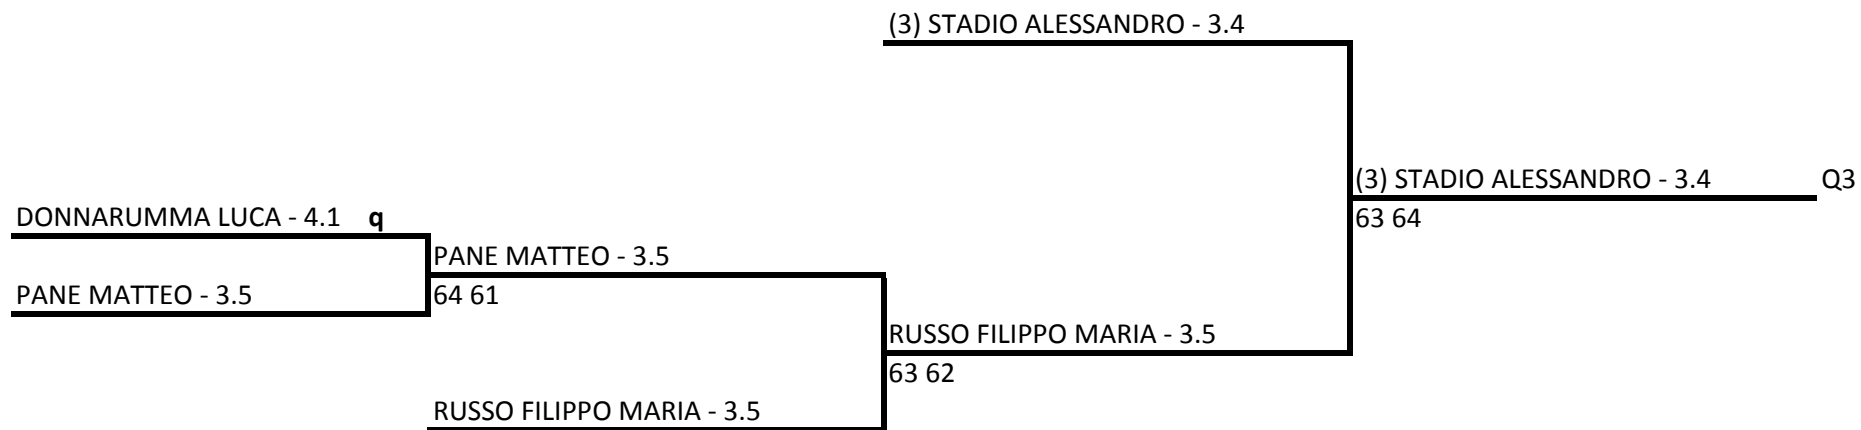 (3) STADIO ALESSANDRO - 3.4
(3) STADIO ALESSANDRO - 3.4 Q3
DONNARUMMA LUCA - 4.1 q
63 64
PANE MATTEO - 3.5
PANE MATTEO - 3.5
64 61
RUSSO FILIPPO MARIA - 3.5
63 62
RUSSO FILIPPO MARIA - 3.5